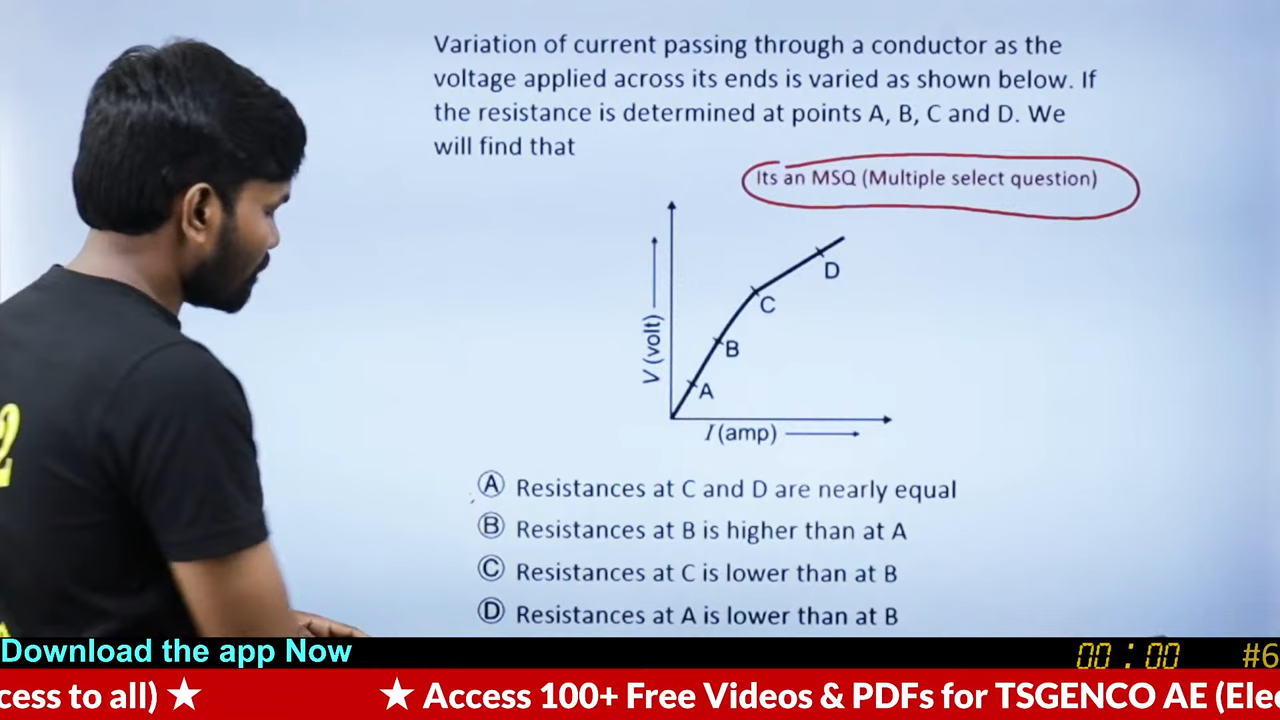 Variation of current passing through a conductor as the
voltage applied across its ends is varied as shown below. If
the resistance is determined at points A, B, C and D. We
will find that
Its an MSQ (Multiple select question)
V (volt)
D
C
B
A
I (amp)
A Resistances at C and D are nearly equal
B Resistances at B is higher than at A
C Resistances at C is lower than at B
D Resistances at A is lower than at B
2
Download the app Now
00:00
#6
cess to all) ★ ★ Access 100+ Free Videos & PDFs for TSGENCO AE (Elec